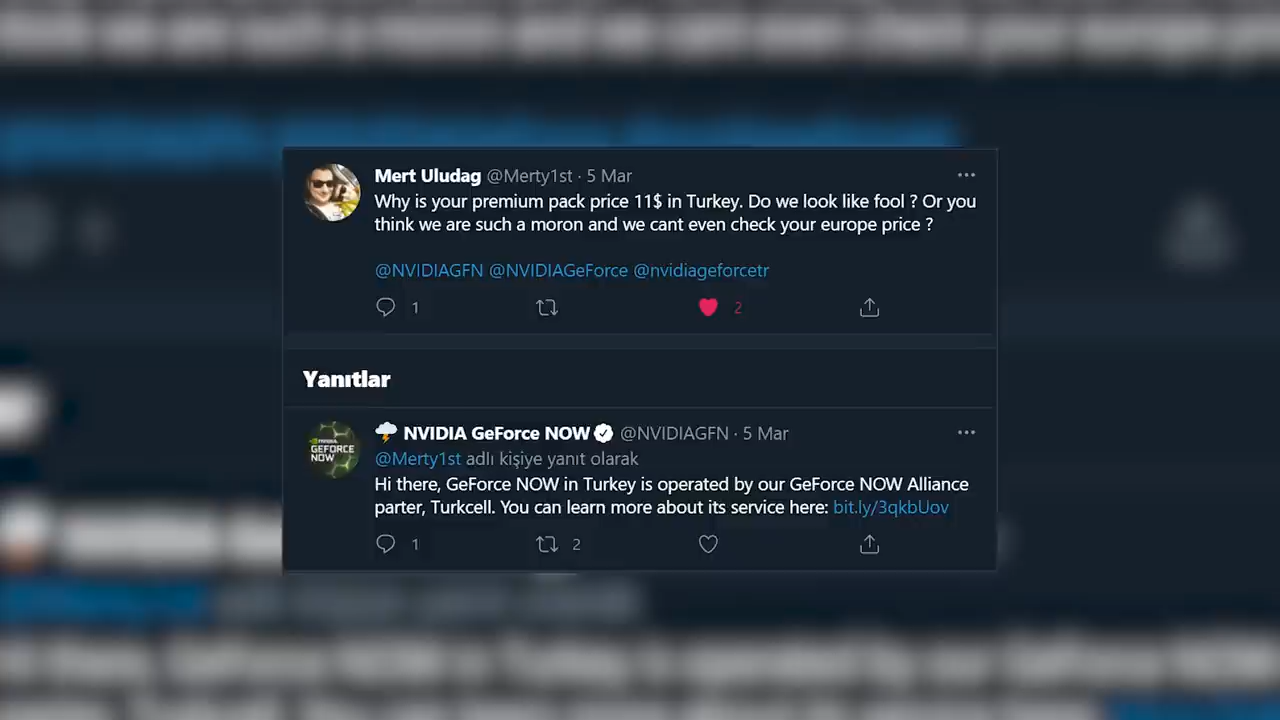 Mert Uludag @Merty1st · 5 Mar
Why is your premium pack price 11$ in Turkey. Do we look like fool ? Or you
think we are such a moron and we cant even check your europe price ?
@NVIDIAGFN @NVIDIAGeForce @nvidiageforcetr
1 2
Yanıtlar
NVIDIA GEFORCE NOW
NVIDIA GeForce NOW @NVIDIAGFN · 5 Mar
@Merty1st adlı kişiye yanıt olarak
Hi there, GeForce NOW in Turkey is operated by our GeForce NOW Alliance
parter, Turkcell. You can learn more about its service here: bit.ly/3qkbUov
1 2